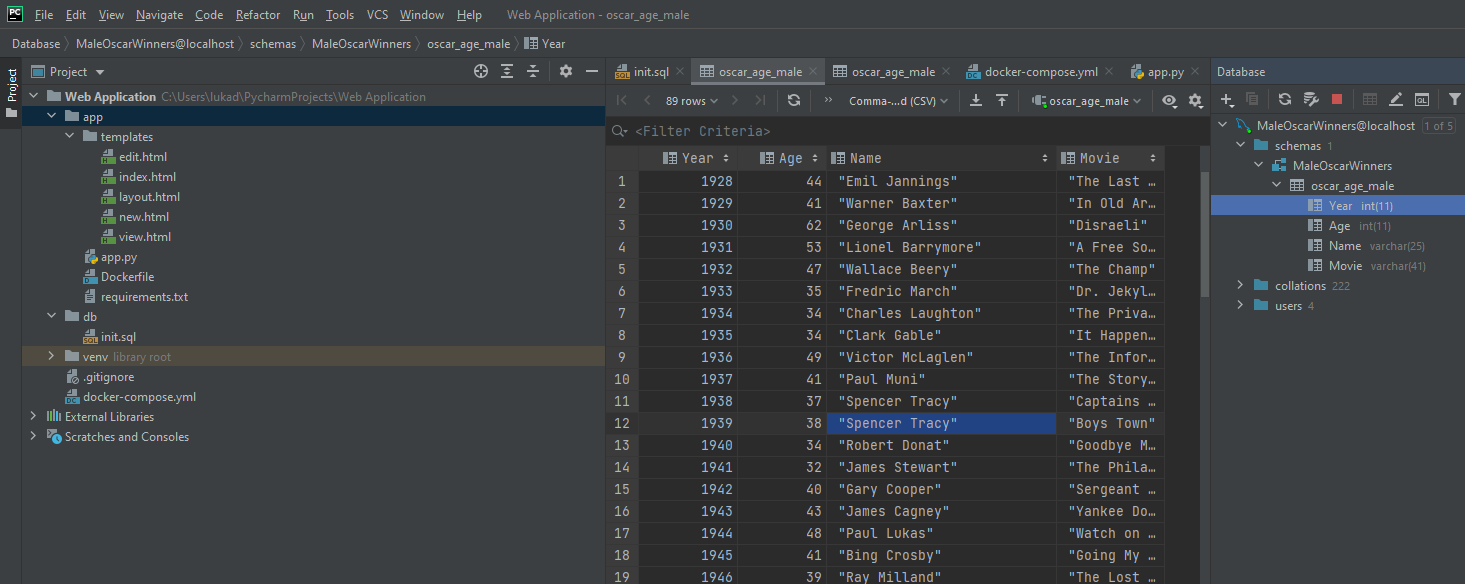 PC File Edit View Navigate Code Refactor Run Tools VCS Window Help Web Application - oscar_age_male
Database MaleOscarWinners@localhost schemas MaleOscarWinners oscar_age_male Year
Project
Project
Web Application C:\Users\lukad\PycharmProjects\Web Application
app
templates
edit.html
index.html
layout.html
new.html
view.html
app.py
Dockerfile
requirements.txt
db
init.sql
venv library root
.gitignore
docker-compose.yml
External Libraries
Scratches and Consoles
init.sql oscar_age_male oscar_age_male docker-compose.yml app.py
89 rows Comma-...d (CSV) oscar_age_male
<Filter Criteria>
Year Age Name Movie
1 1928 44 "Emil Jannings" "The Last …
2 1929 41 "Warner Baxter" "In Old Ar…
3 1930 62 "George Arliss" "Disraeli"
4 1931 53 "Lionel Barrymore" "A Free So…
5 1932 47 "Wallace Beery" "The Champ"
6 1933 35 "Fredric March" "Dr. Jekyl…
7 1934 34 "Charles Laughton" "The Priva…
8 1935 34 "Clark Gable" "It Happen…
9 1936 49 "Victor McLaglen" "The Infor…
10 1937 41 "Paul Muni" "The Story…
11 1938 37 "Spencer Tracy" "Captains …
12 1939 38 "Spencer Tracy" "Boys Town"
13 1940 34 "Robert Donat" "Goodbye M…
14 1941 32 "James Stewart" "The Phila…
15 1942 40 "Gary Cooper" "Sergeant …
16 1943 43 "James Cagney" "Yankee Do…
17 1944 48 "Paul Lukas" "Watch on …
18 1945 41 "Bing Crosby" "Going My …
19 1946 39 "Ray Milland" "The Lost …
Database
QL
MaleOscarWinners@localhost 1 of 5
schemas 1
MaleOscarWinners
oscar_age_male
Year int(11)
Age int(11)
Name varchar(25)
Movie varchar(41)
collations 222
users 4